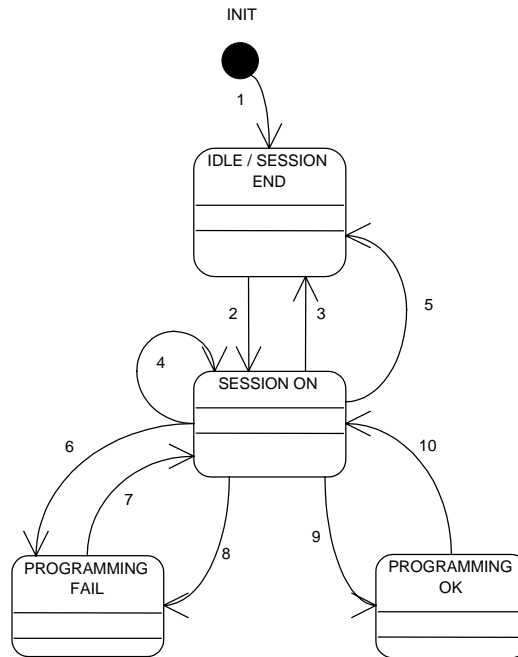 INIT
1
IDLE / SESSION
END
2
3
5
4
SESSION ON
6
10
7
8
9
PROGRAMMING
FAIL
PROGRAMMING
OK